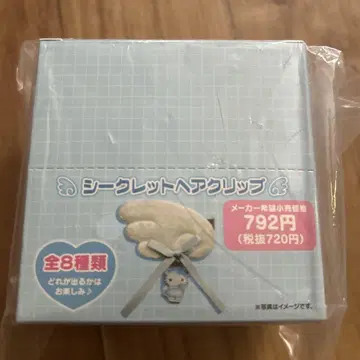 シークレットヘアクリップ
メーカー希望小売価格
792円
(税抜720円)
全8種類
どれが出るかは
お楽しみ♪
※写真はイメージです。